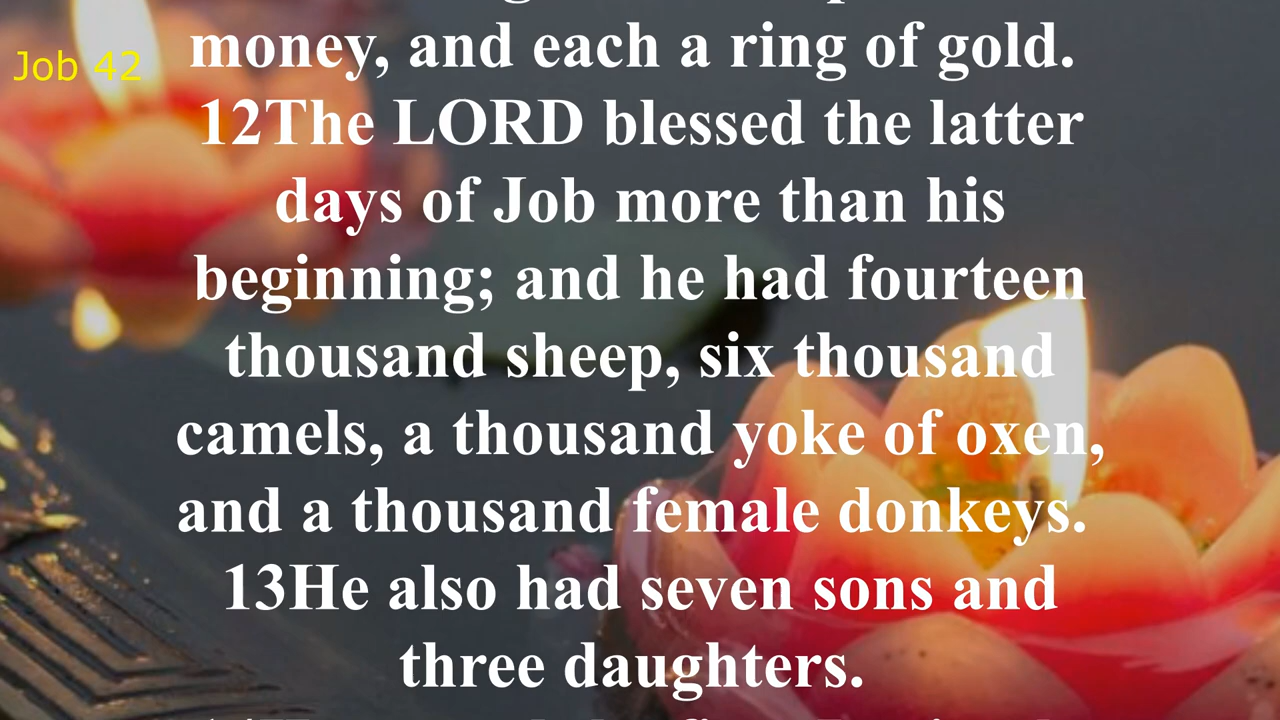 Job 42
money, and each a ring of gold.
12The LORD blessed the latter
days of Job more than his
beginning; and he had fourteen
thousand sheep, six thousand
camels, a thousand yoke of oxen,
and a thousand female donkeys.
13He also had seven sons and
three daughters.